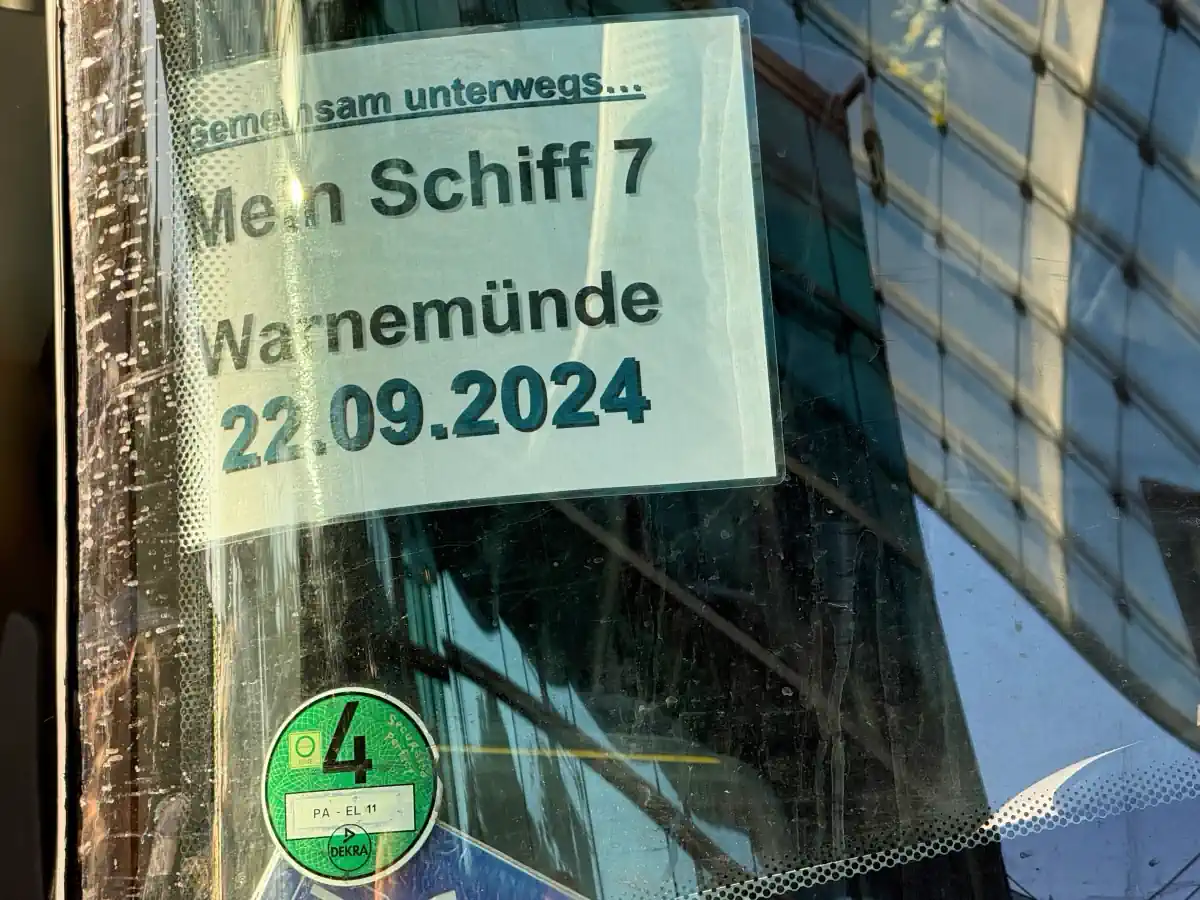 Gemeinsam unterwegs...
Mein Schiff 7
Warnemünde
22.09.2024
4
PA - EL 11
DEKRA